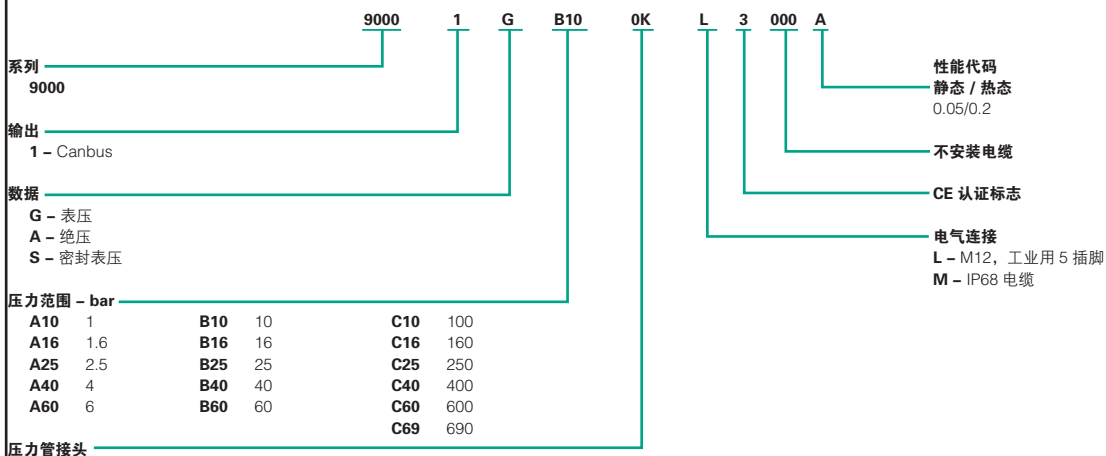 9000 1 G B10 0K L 3 000 A
系列
9000
输出
1 – Canbus
数据
G – 表压
A – 绝压
S – 密封表压
压力范围 – bar
A10 1 B10 10 C10 100
A16 1.6 B16 16 C16 160
A25 2.5 B25 25 C25 250
A40 4 B40 40 C40 400
A60 6 B60 60 C60 600
C69 690
压力管接头
性能代码
静态 / 热态
0.05/0.2
不安装电缆
CE 认证标志
电气连接
L – M12，工业用 5 插脚
M – IP68 电缆